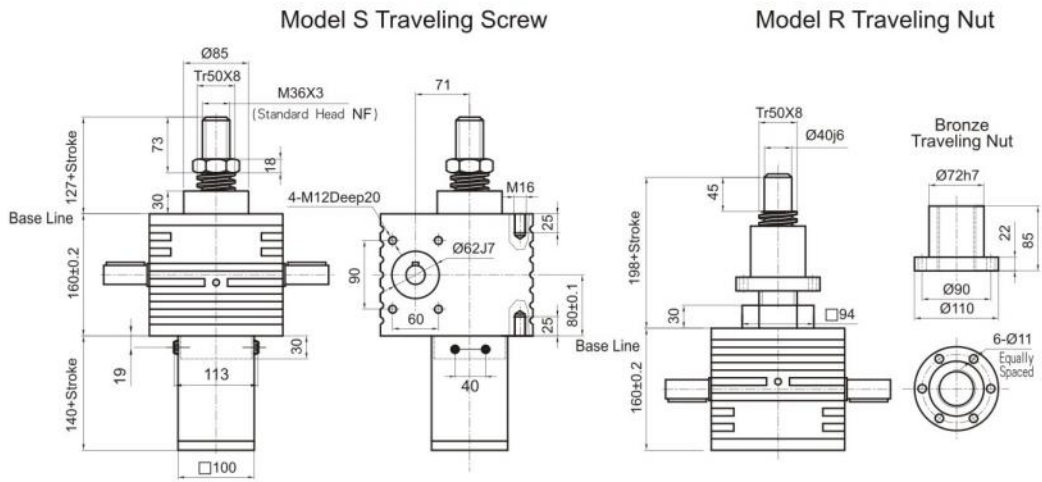 Model S Traveling Screw
Model R Traveling Nut
Ø85
Tr50X8
M36X3
(Standard Head NF)
127+Stroke
73
18
30
Base Line
160±0.2
140+Stroke
19
30
113
□100
71
4-M12Deep20
M16
25
Ø62J7
90
60
80±0.1
25
40
Tr50X8
Ø40j6
45
198+Stroke
30
□94
Base Line
160±0.2
Bronze
Traveling Nut
Ø72h7
22
85
Ø90
Ø110
6-Ø11
Equally
Spaced